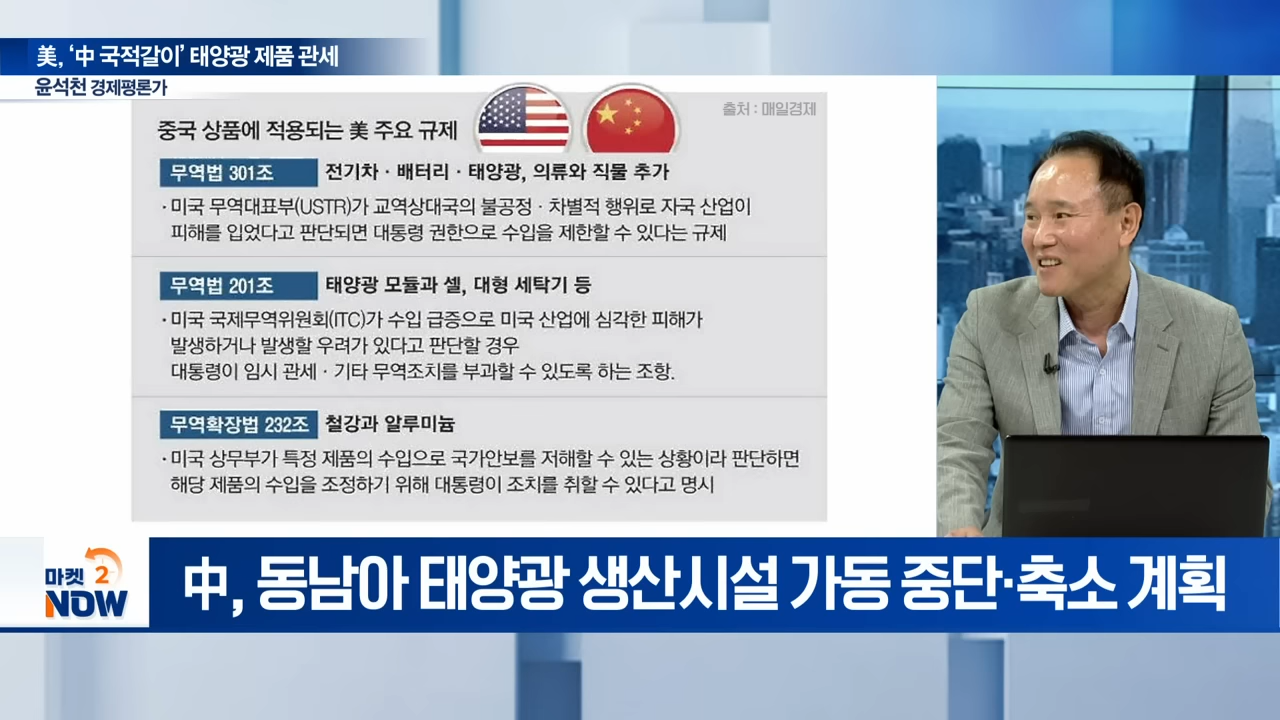 美, ‘中 국적갈이’ 태양광 제품 관세
윤석천 경제평론가
출처 : 매일경제
중국 상품에 적용되는 美 주요 규제
무역법 301조 전기차 · 배터리 · 태양광, 의류와 직물 추가
· 미국 무역대표부(USTR)가 교역상대국의 불공정 · 차별적 행위로 자국 산업이
피해를 입었다고 판단되면 대통령 권한으로 수입을 제한할 수 있다는 규제
무역법 201조 태양광 모듈과 셀, 대형 세탁기 등
· 미국 국제무역위원회(ITC)가 수입 급증으로 미국 산업에 심각한 피해가
발생하거나 발생할 우려가 있다고 판단할 경우
대통령이 임시 관세 · 기타 무역조치를 부과할 수 있도록 하는 조항.
무역확장법 232조 철강과 알루미늄
· 미국 상무부가 특정 제품의 수입으로 국가안보를 저해할 수 있는 상황이라 판단하면
해당 제품의 수입을 조정하기 위해 대통령이 조치를 취할 수 있다고 명시
마켓 2
NOW
中, 동남아 태양광 생산시설 가동 중단·축소 계획